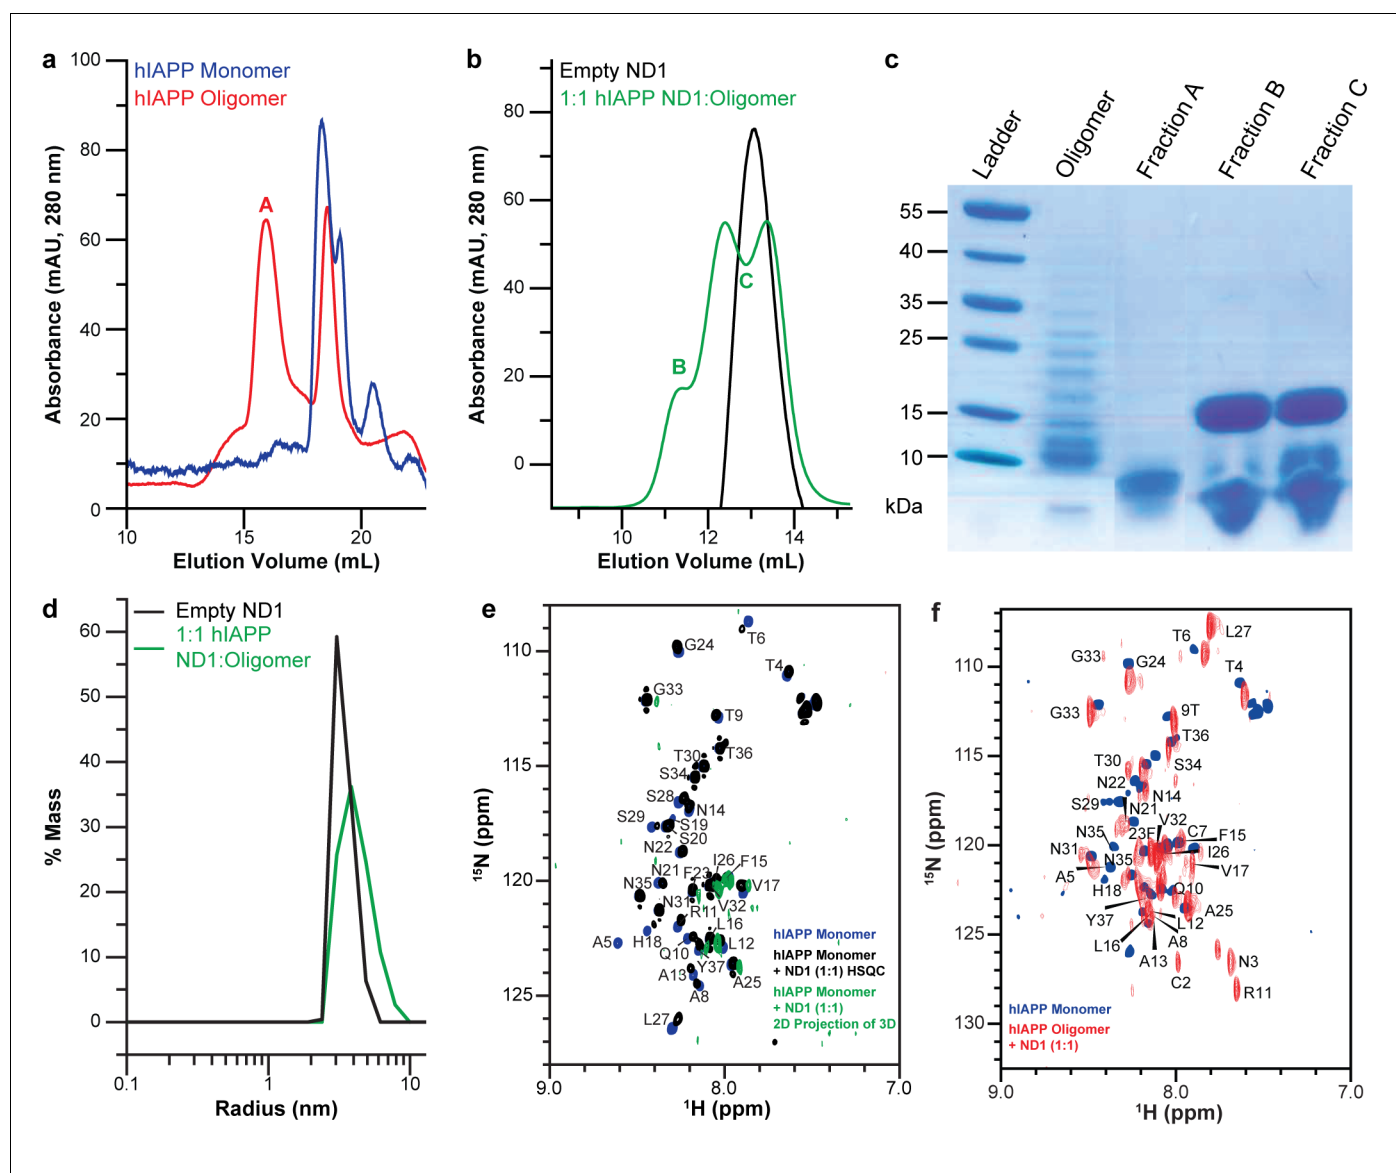 a
hIAPP Monomer
hIAPP Oligomer
A
Absorbance (mAU, 280 nm)
100
80
60
40
20
0
10
15
20
Elution Volume (mL)
b
Empty ND1
1:1 hIAPP ND1:Oligomer
B
C
Absorbance (mAU, 280 nm)
80
60
40
20
0
10
12
14
Elution Volume (mL)
c
Ladder
Oligomer
Fraction A
Fraction B
Fraction C
55
40
35
25
15
10
kDa
d
Empty ND1
1:1 hIAPP
ND1:Oligomer
% Mass
60
50
40
30
20
10
0
0.1
1
10
Radius (nm)
e
T6
G24
T4
G33
T9
T36
T30
S34
S28
N14
S29
S19
S20
N22
I26
F15
N21
F23
N35
V17
V32
N31
R11
L16
A5
H18
L12
Q10
Y37
A13
A25
A8
L27
hIAPP Monomer
hIAPP Monomer
+ ND1 (1:1) HSQC
hIAPP Monomer
+ ND1 (1:1)
2D Projection of 3D
15N (ppm)
110
115
120
125
9.0
8.0
7.0
1H (ppm)
f
T6
L27
G33
G24
T4
G33
9T
T36
S34
T30
N22
N14
S29
N21
V32
C7
F15
N35
23F
I26
N31
N35
V17
A5
H18
Q10
Y37
A25
L12
L16
A8
A13
N3
C2
R11
hIAPP Monomer
hIAPP Oligomer
+ ND1 (1:1)
15N (ppm)
110
115
120
125
130
9.0
8.0
7.0
1H (ppm)